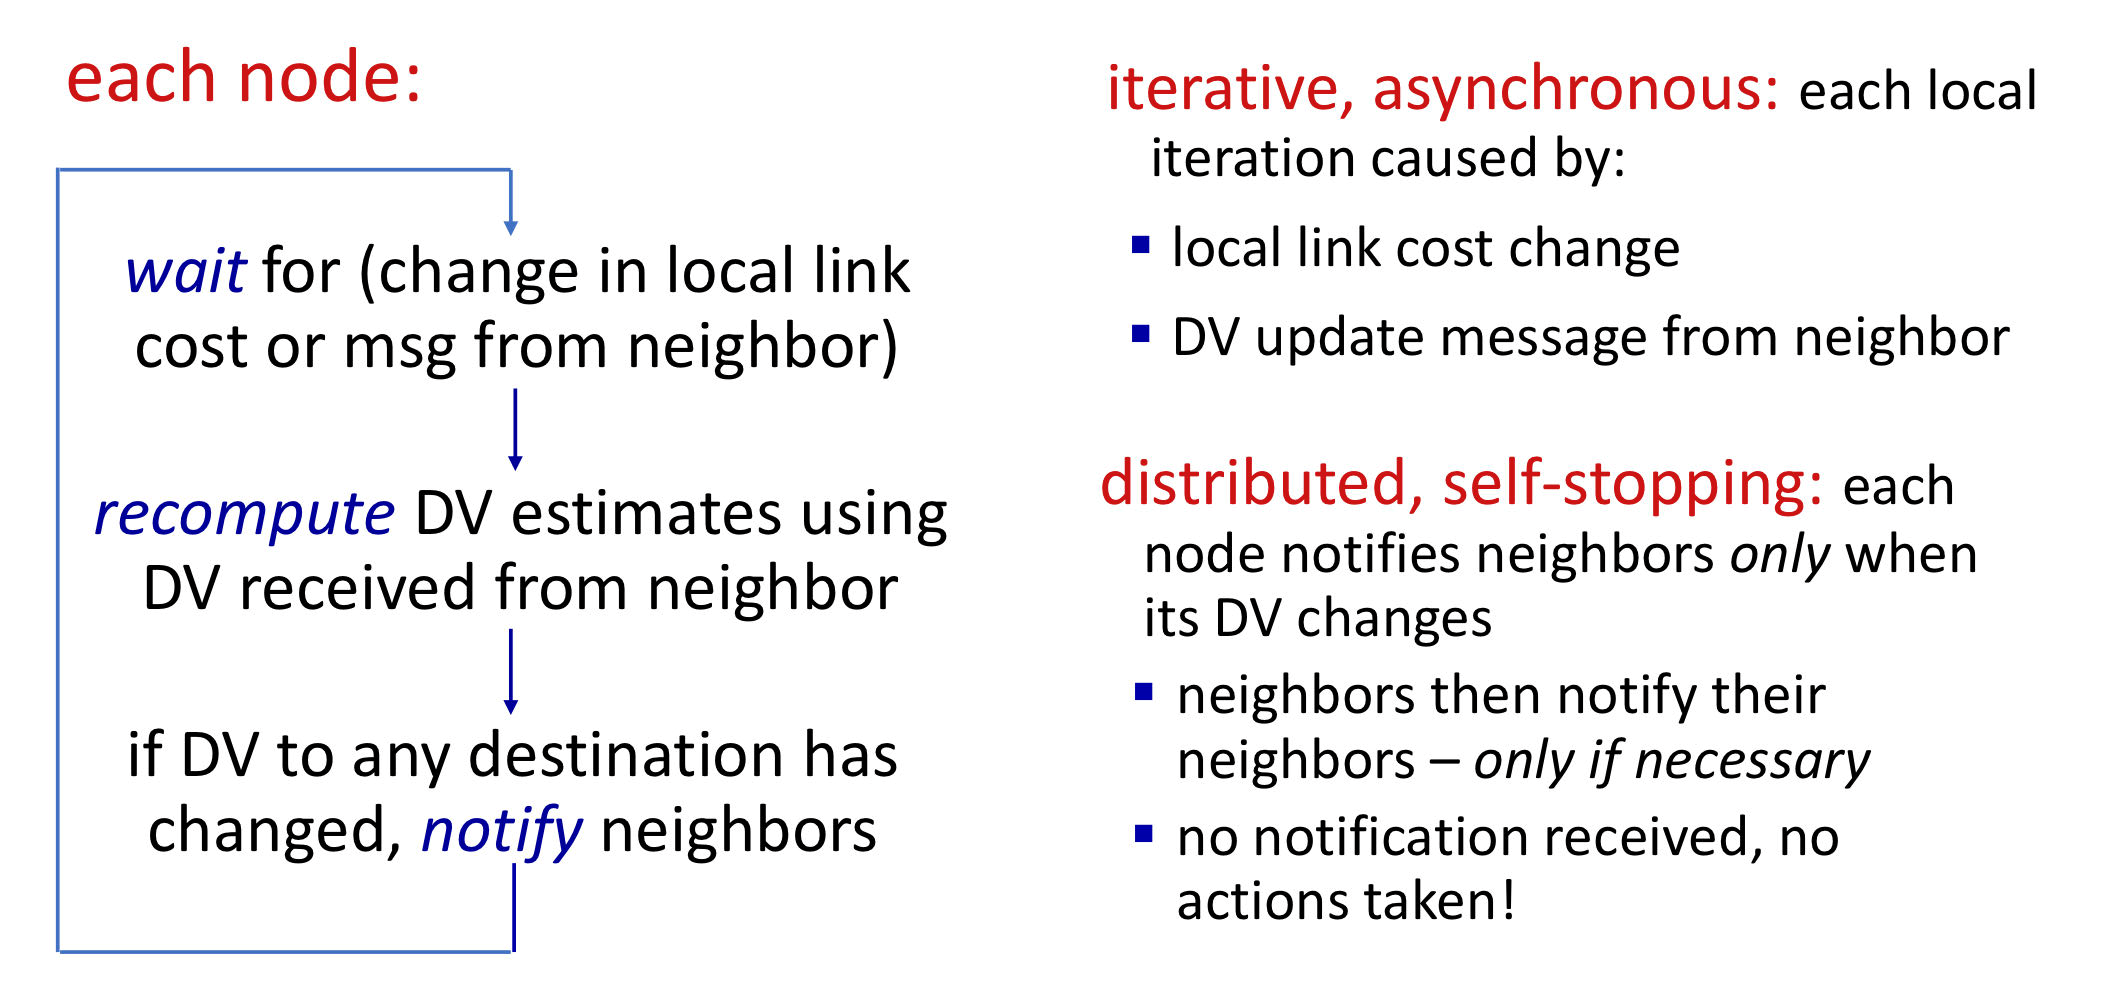 each node:
wait for (change in local link
cost or msg from neighbor)
recompute DV estimates using
DV received from neighbor
if DV to any destination has
changed, notify neighbors
iterative, asynchronous: each local
iteration caused by:
▪ local link cost change
▪ DV update message from neighbor
distributed, self-stopping: each
node notifies neighbors only when
its DV changes
▪ neighbors then notify their
neighbors – only if necessary
▪ no notification received, no
actions taken!